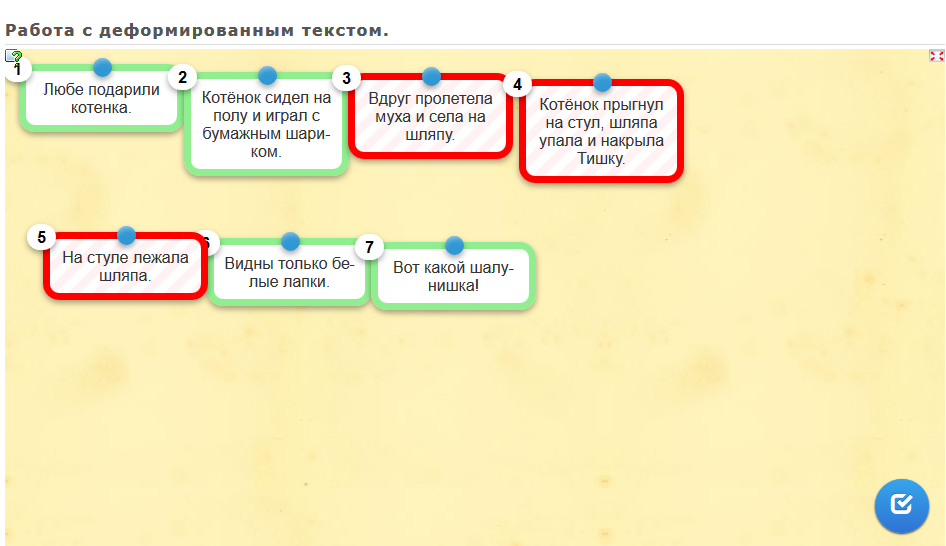 Работа с деформированным текстом.
1
Любе подарили
котенка.
2
Котёнок сидел на
полу и играл с
бумажным шари-
ком.
3
Вдруг пролетела
муха и села на
шляпу.
4
Котёнок прыгнул
на стул, шляпа
упала и накрыла
Тишку.
5
На стуле лежала
шляпа.
6
Видны только бе-
лые лапки.
7
Вот какой шалу-
нишка!